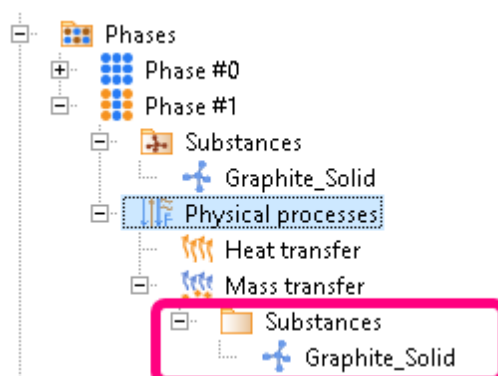 Phases
Phase #0
Phase #1
Substances
Graphite_Solid
Physical processes
Heat transfer
Mass transfer
Substances
Graphite_Solid